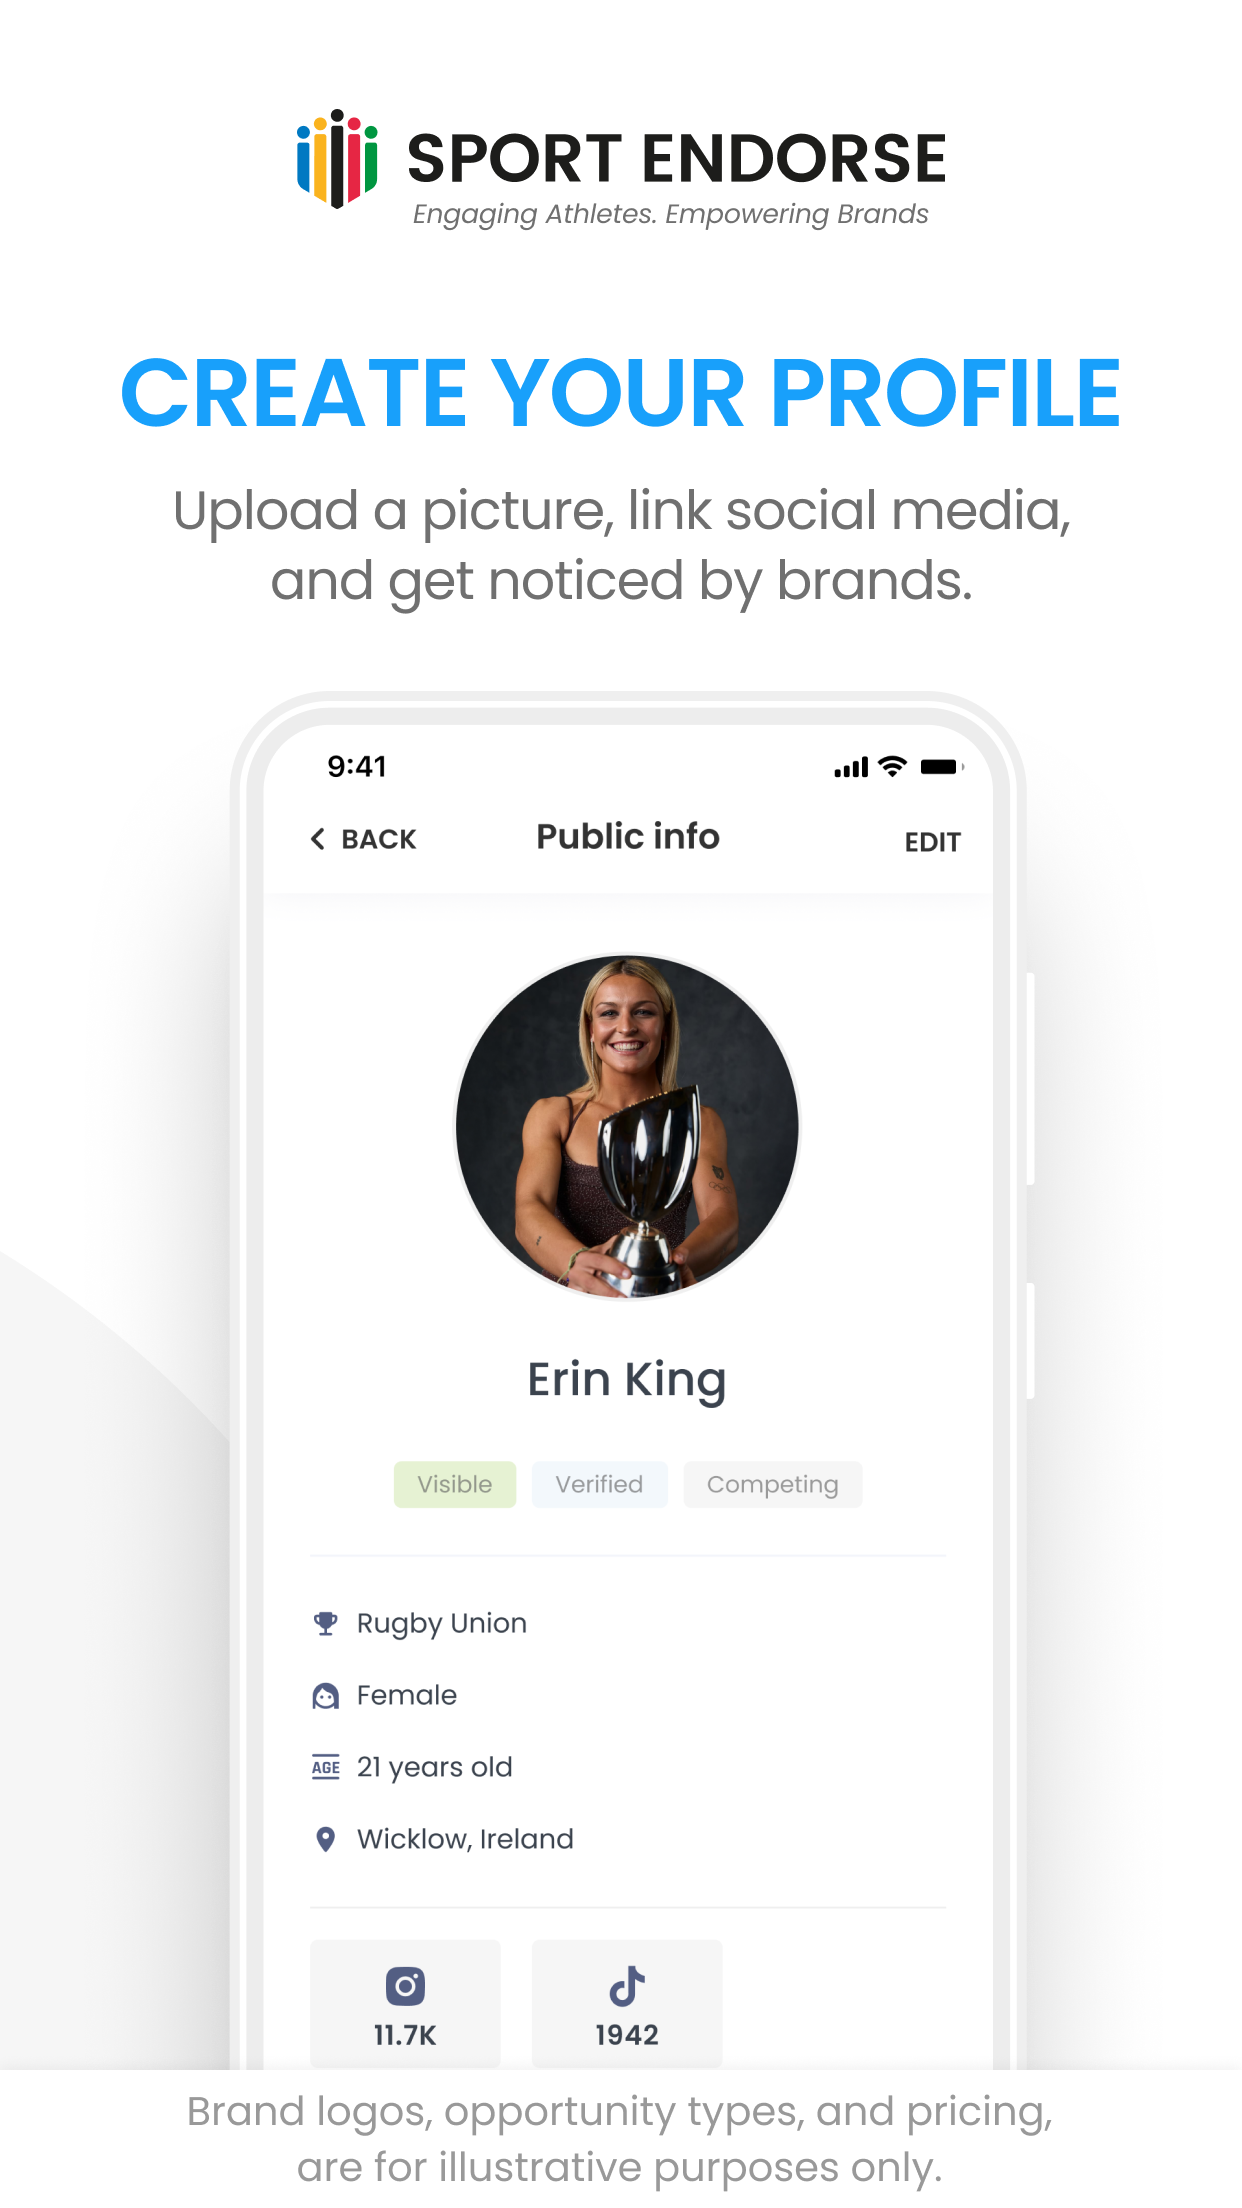 SPORT ENDORSE
Engaging Athletes. Empowering Brands
CREATE YOUR PROFILE
Upload a picture, link social media,
and get noticed by brands.
9:41
BACK
Public info
EDIT
Erin King
Visible
Verified
Competing
Rugby Union
Female
AGE 21 years old
Wicklow, Ireland
11.7K
1942
Brand logos, opportunity types, and pricing,
are for illustrative purposes only.